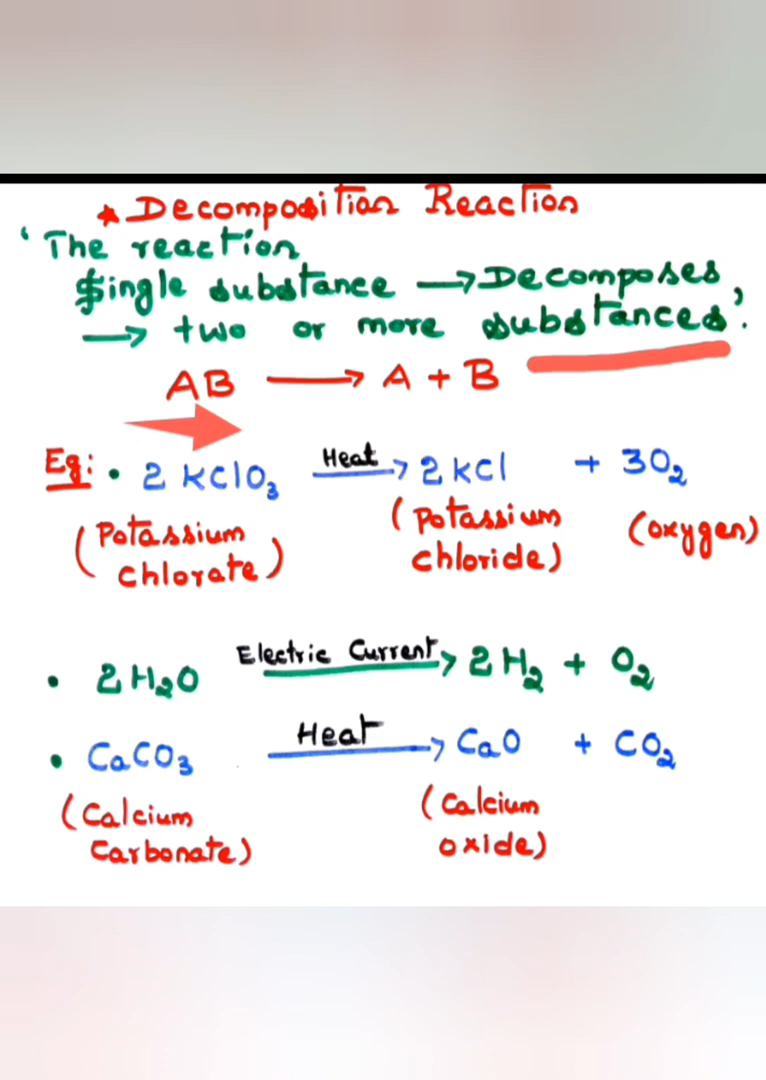 * Decomposition Reaction
‘The reaction
Single substance → Decomposes
→ two or more substances’.
AB → A + B
Eg: • 2 KClO₃ Heat → 2 KCl + 3O₂
(Potassium chlorate) (Potassium chloride) (oxygen)
• 2H₂O Electric Current → 2H₂ + O₂
• CaCO₃ Heat → CaO + CO₂
(Calcium Carbonate) (Calcium oxide)